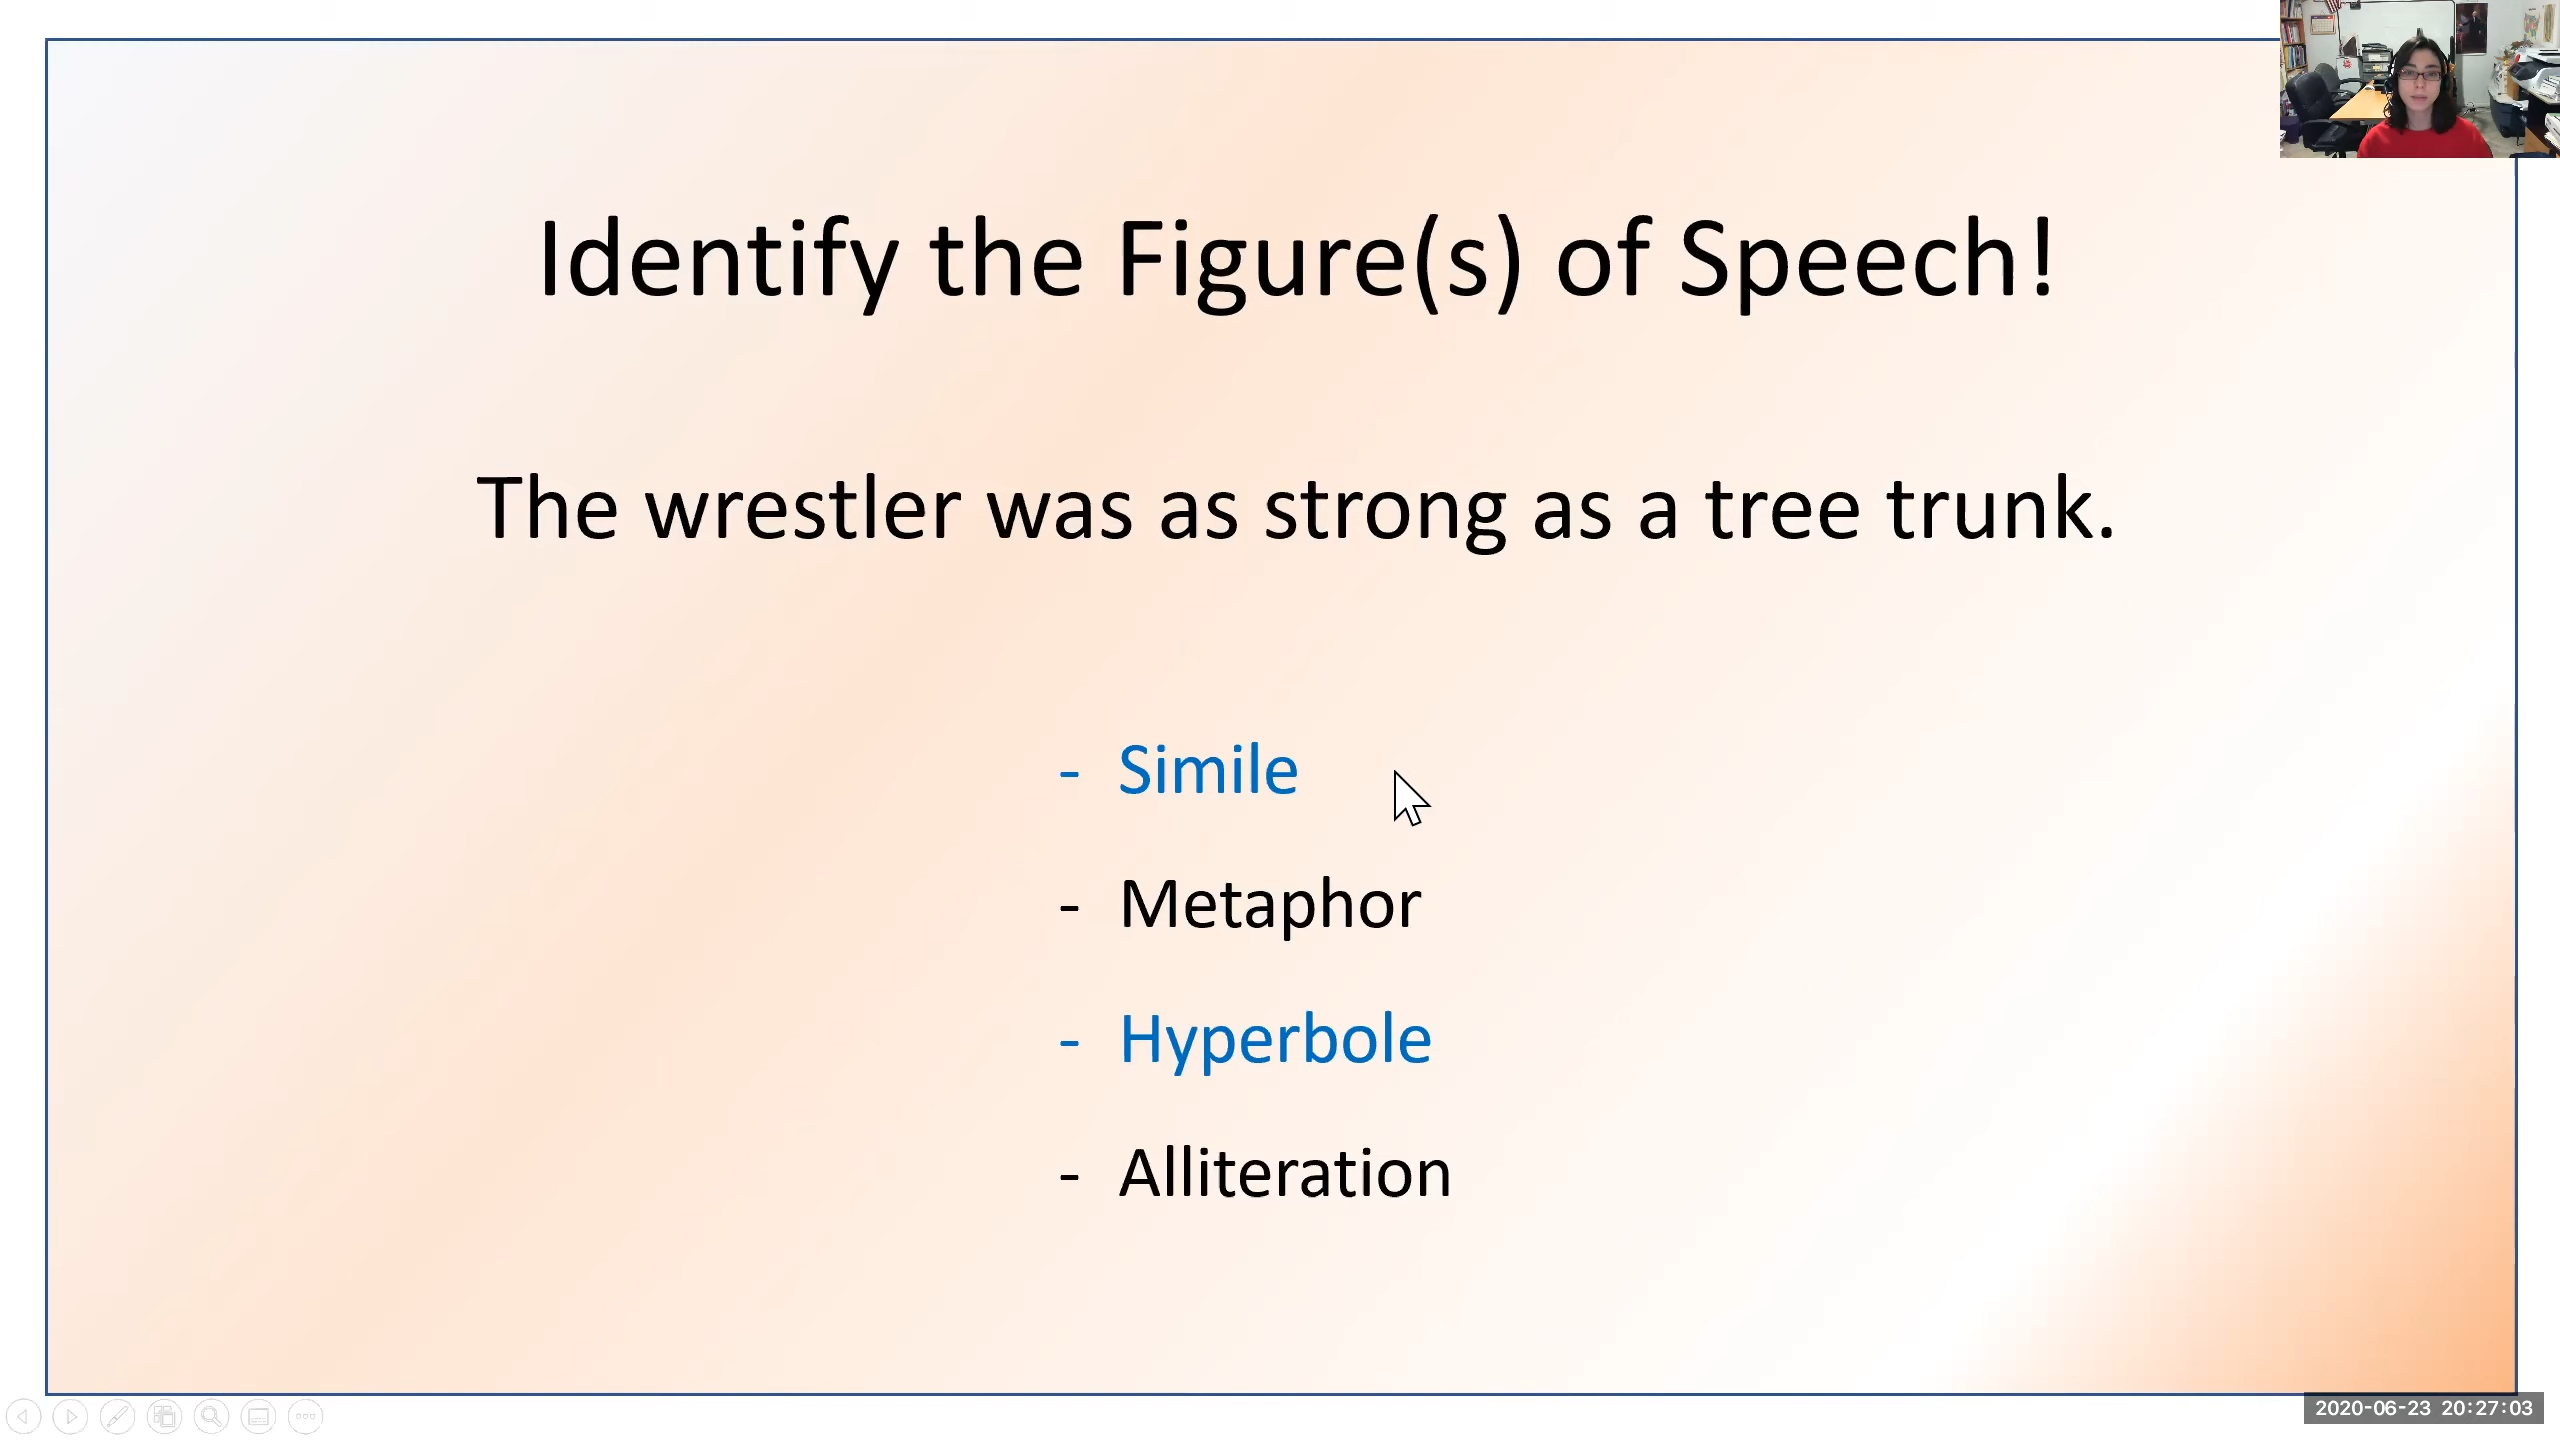 Identify the Figure(s) of Speech!
The wrestler was as strong as a tree trunk.
- Simile
- Metaphor
- Hyperbole
- Alliteration
2020-06-23 20:27:03